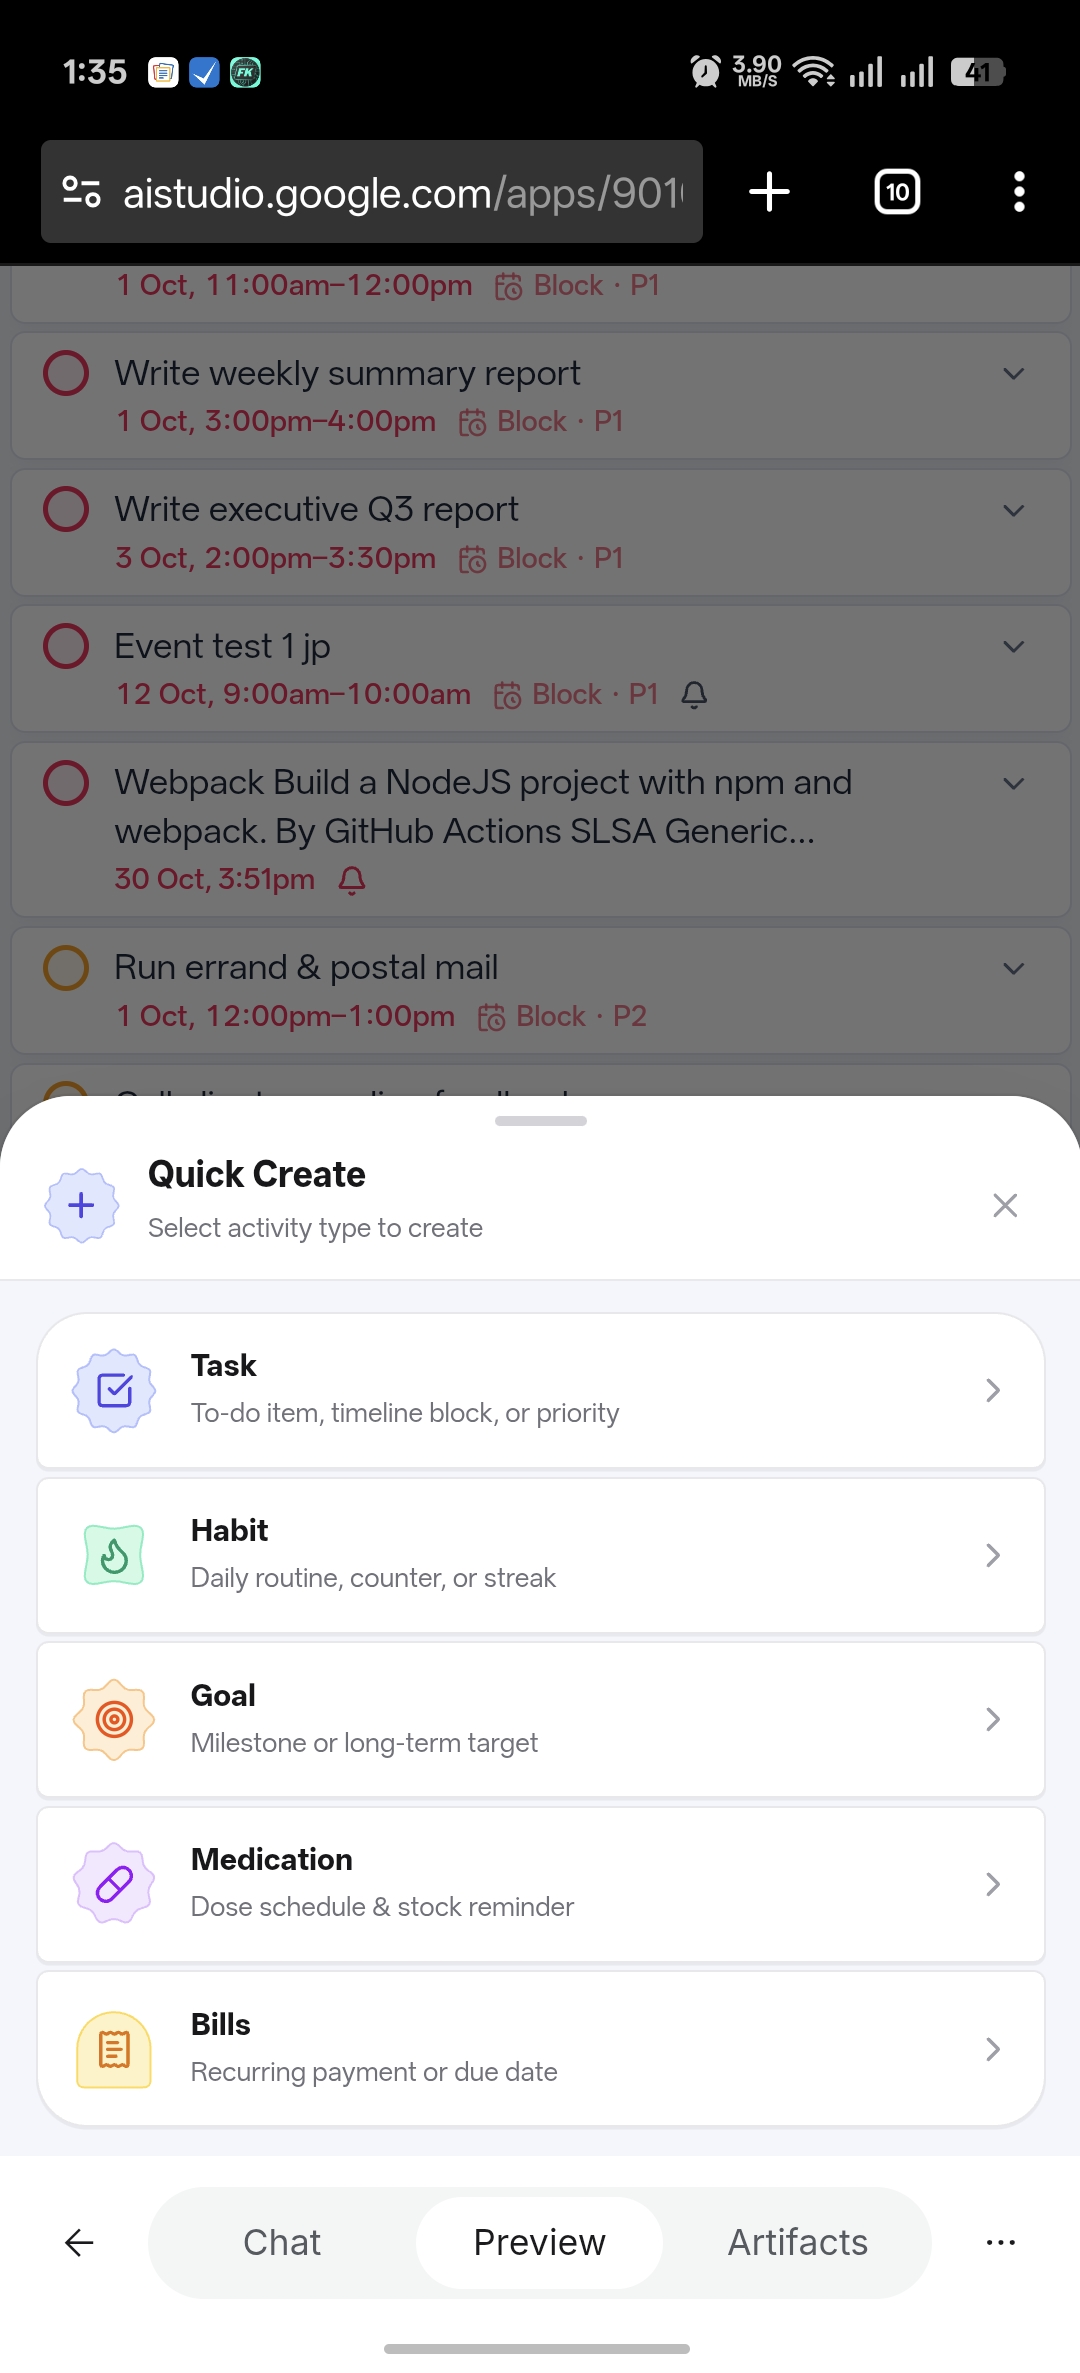 1:35
FK
3.90
MB/S
41
aistudio.google.com/apps/901
10
1 Oct, 11:00am–12:00pm Block · P1
Write weekly summary report
1 Oct, 3:00pm–4:00pm Block · P1
Write executive Q3 report
3 Oct, 2:00pm–3:30pm Block · P1
Event test 1 jp
12 Oct, 9:00am–10:00am Block · P1
Webpack Build a NodeJS project with npm and
webpack. By GitHub Actions SLSA Generic...
30 Oct, 3:51pm
Run errand & postal mail
1 Oct, 12:00pm–1:00pm Block · P2
Quick Create
Select activity type to create
Task
To-do item, timeline block, or priority
Habit
Daily routine, counter, or streak
Goal
Milestone or long-term target
Medication
Dose schedule & stock reminder
Bills
Recurring payment or due date
Chat Preview Artifacts